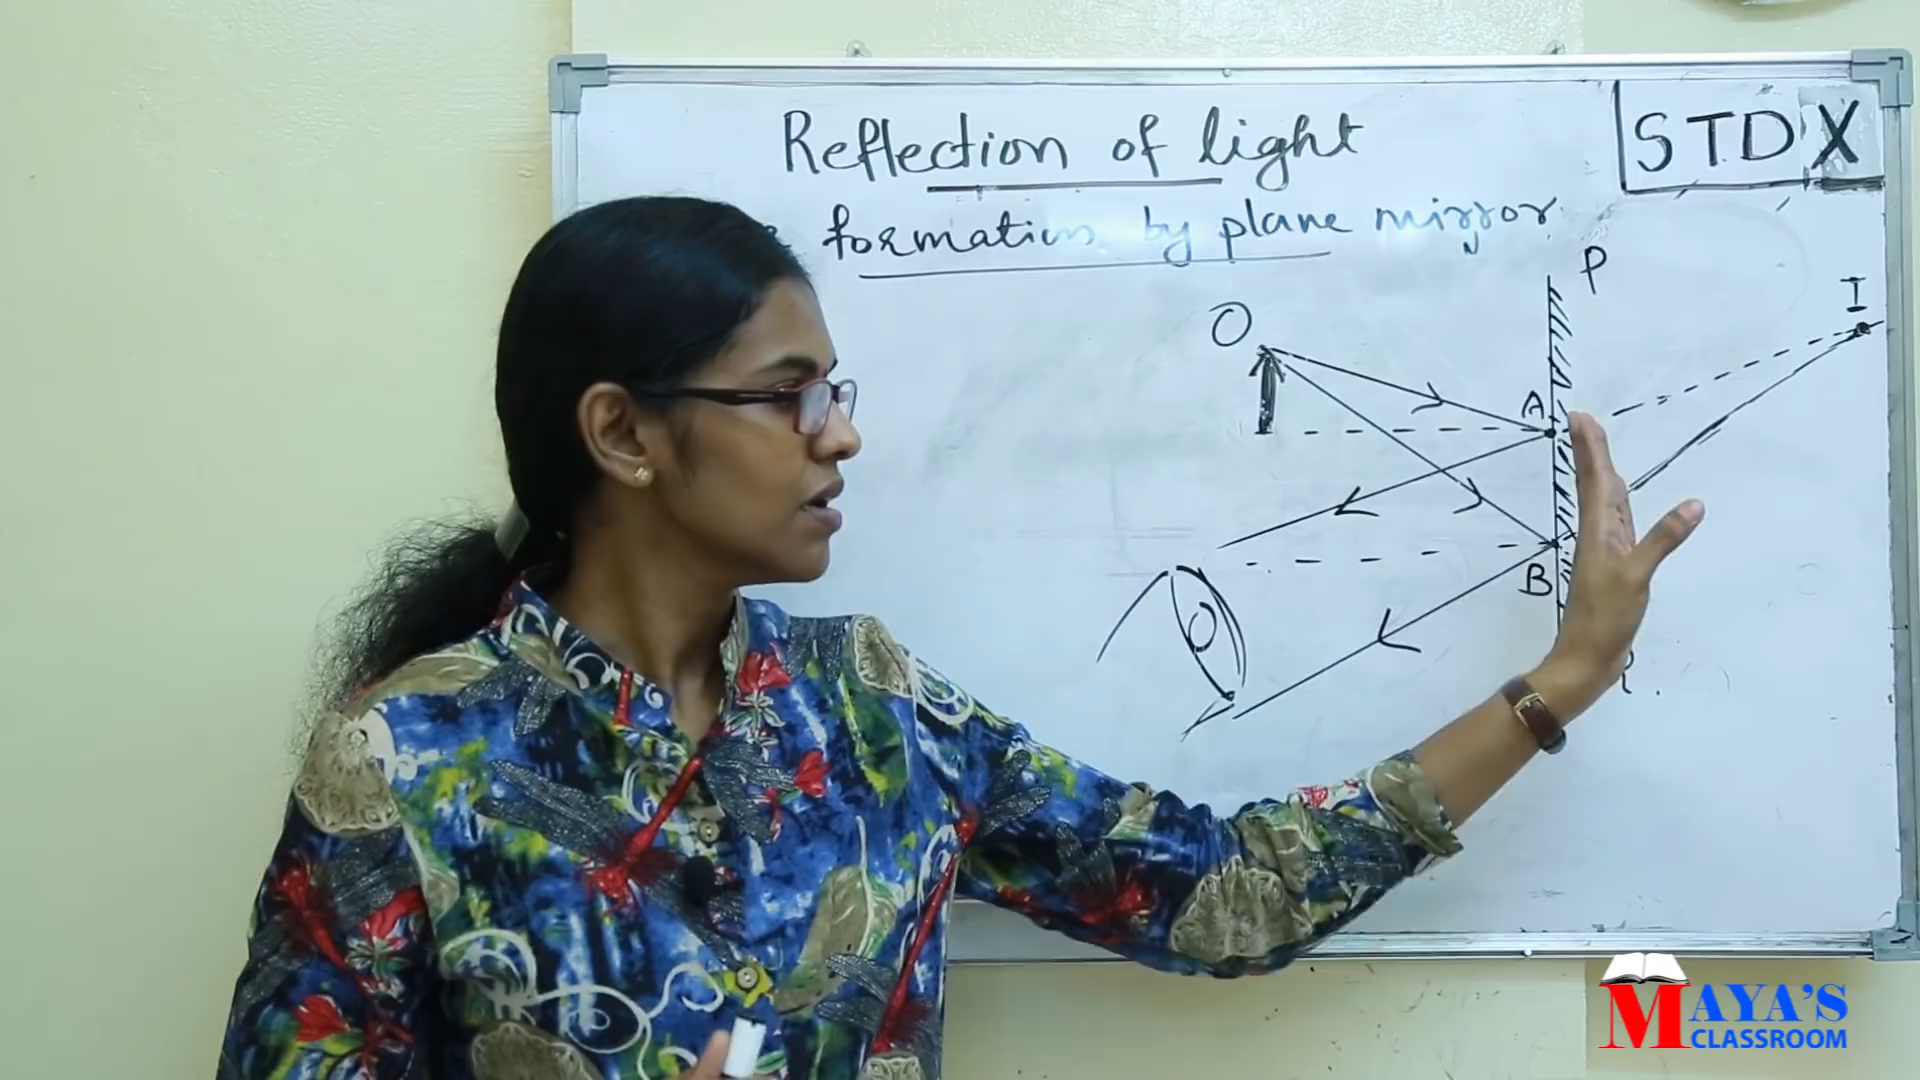 Reflection of light
STD X
formation by plane mirror
P
I
O
A
B
MAYA'S
CLASSROOM